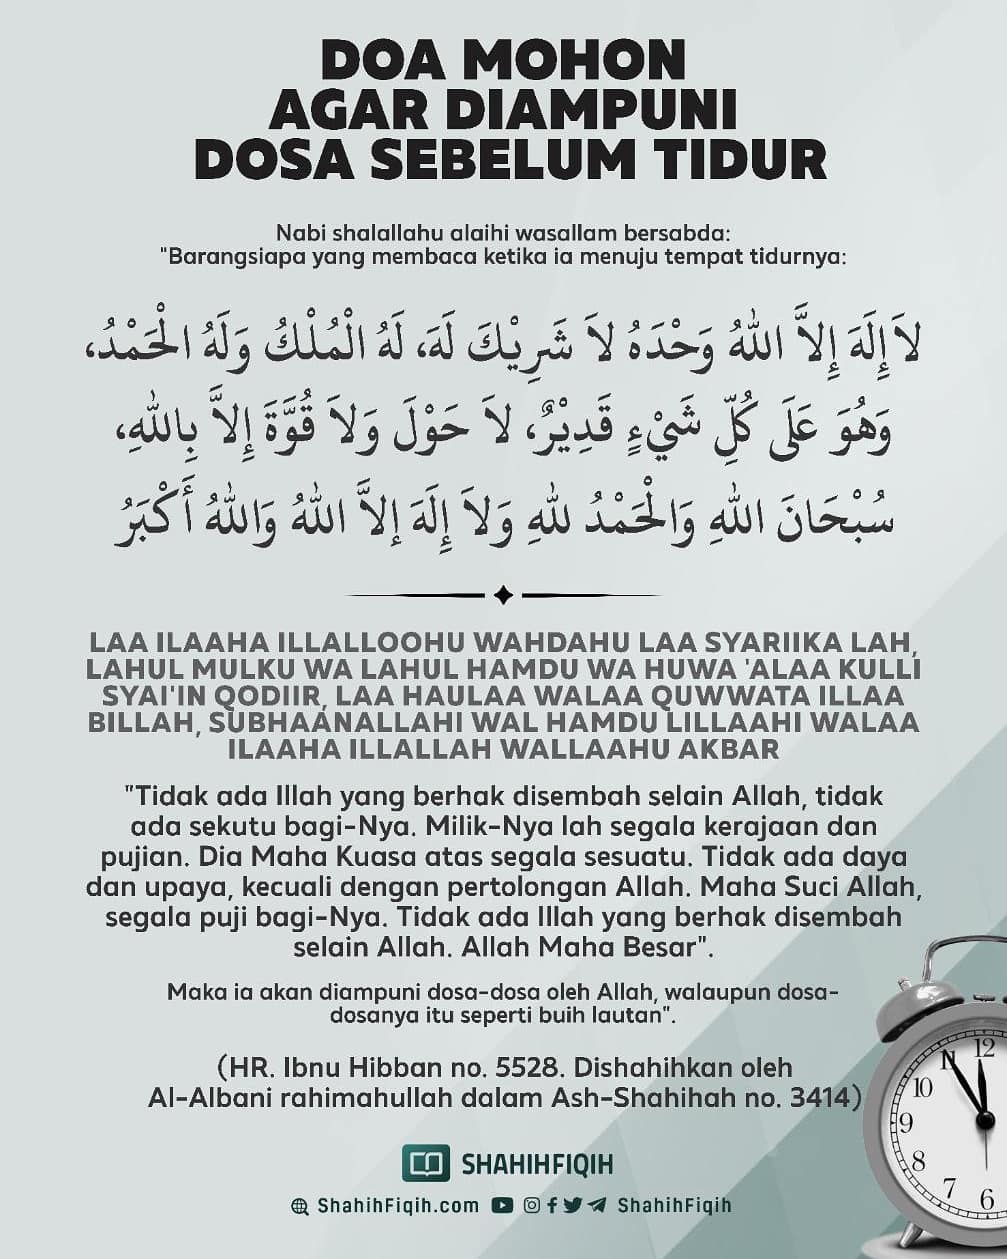 DOA MOHON
AGAR DIAMPUNI
DOSA SEBELUM TIDUR
Nabi shalallahu alaihi wasallam bersabda:
"Barangsiapa yang membaca ketika ia menuju tempat tidurnya:
لاَ إِلَهَ إِلاَّ اللهُ وَحْدَهُ لاَ شَرِيْكَ لَهُ، لَهُ الْمُلْكُ وَلَهُ الْحَمْدُ،
وَهُوَ عَلَى كُلِّ شَيْءٍ قَدِيْرٌ، لاَ حَوْلَ وَلاَ قُوَّةَ إِلاَّ بِاللهِ،
سُبْحَانَ اللهِ وَالْحَمْدُ للهِ وَلاَ إِلَهَ إلاَّ اللهُ وَاللهُ أَكْبَرُ
LAA ILAAHA ILLALLOOHU WAHDAHU LAA SYARIIKA LAH,
LAHUL MULKU WA LAHUL HAMDU WA HUWA 'ALAA KULLI
SYAI'IN QODIIR, LAA HAULAA WALAA QUWWATA ILLAA
BILLAH, SUBHAANALLAHI WAL HAMDU LILLAAHI WALAA
ILAAHA ILLALLAH WALLAAHU AKBAR
"Tidak ada Illah yang berhak disembah selain Allah, tidak
ada sekutu bagi-Nya. Milik-Nya lah segala kerajaan dan
pujian. Dia Maha Kuasa atas segala sesuatu. Tidak ada daya
dan upaya, kecuali dengan pertolongan Allah. Maha Suci Allah,
segala puji bagi-Nya. Tidak ada Illah yang berhak disembah
selain Allah. Allah Maha Besar".
Maka ia akan diampuni dosa-dosa oleh Allah, walaupun dosa-
dosanya itu seperti buih lautan".
(HR. Ibnu Hibban no. 5528. Dishahihkan oleh
Al-Albani rahimahullah dalam Ash-Shahihah no. 3414)
SHAHIHFIQIH
ShahihFiqih.com ShahihFiqih
12
10
9
8
7
6